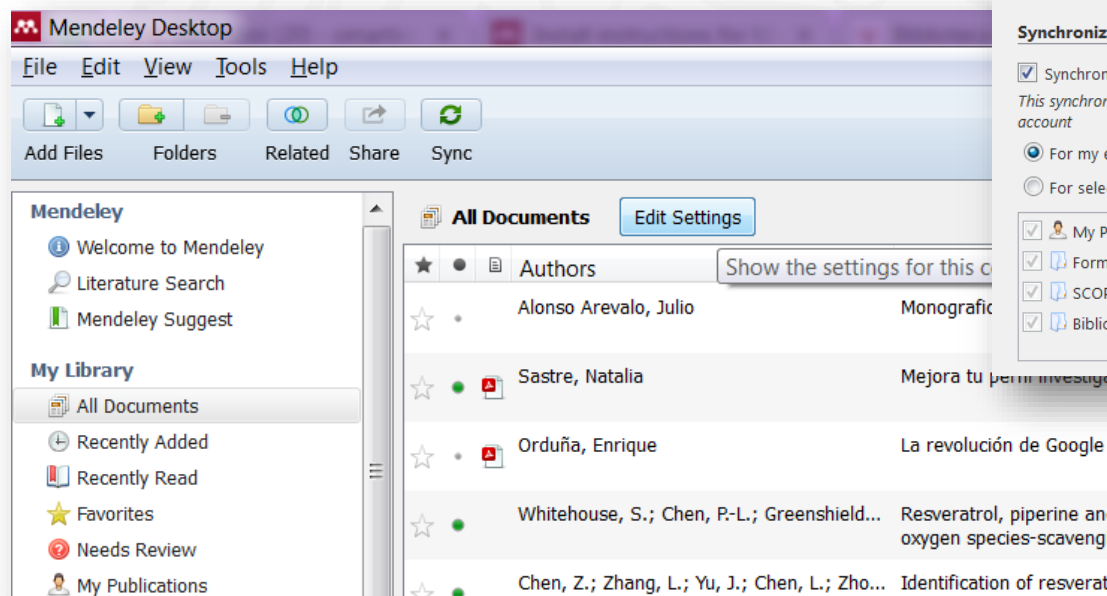 Mendeley Desktop
File Edit View Tools Help
Add Files Folders Related Share Sync
Mendeley
Welcome to Mendeley
Literature Search
Mendeley Suggest
My Library
All Documents
Recently Added
Recently Read
Favorites
Needs Review
My Publications
All Documents Edit Settings
Authors
Show the settings for this c
Alonso Arevalo, Julio Monografic
Sastre, Natalia Mejora tu perfil investiga
Orduña, Enrique La revolución de Google
Whitehouse, S.; Chen, P.-L.; Greenshield... Resveratrol, piperine an
oxygen species-scaveng
Chen, Z.; Zhang, L.; Yu, J.; Chen, L.; Zho... Identification of resverat
Synchroniz
Synchron
This synchron
account
For my e
For sele
My P
Form
SCOP
Biblio